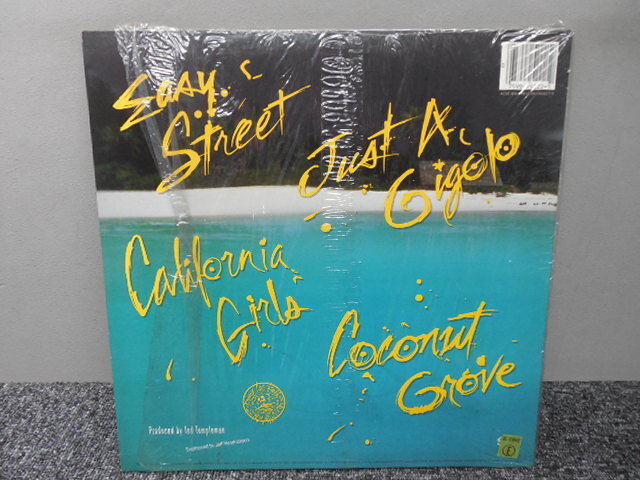 Easy
Street
Just A
Gigolo
California
Girls
Coconut
Grove
Produced by Ted Templeman